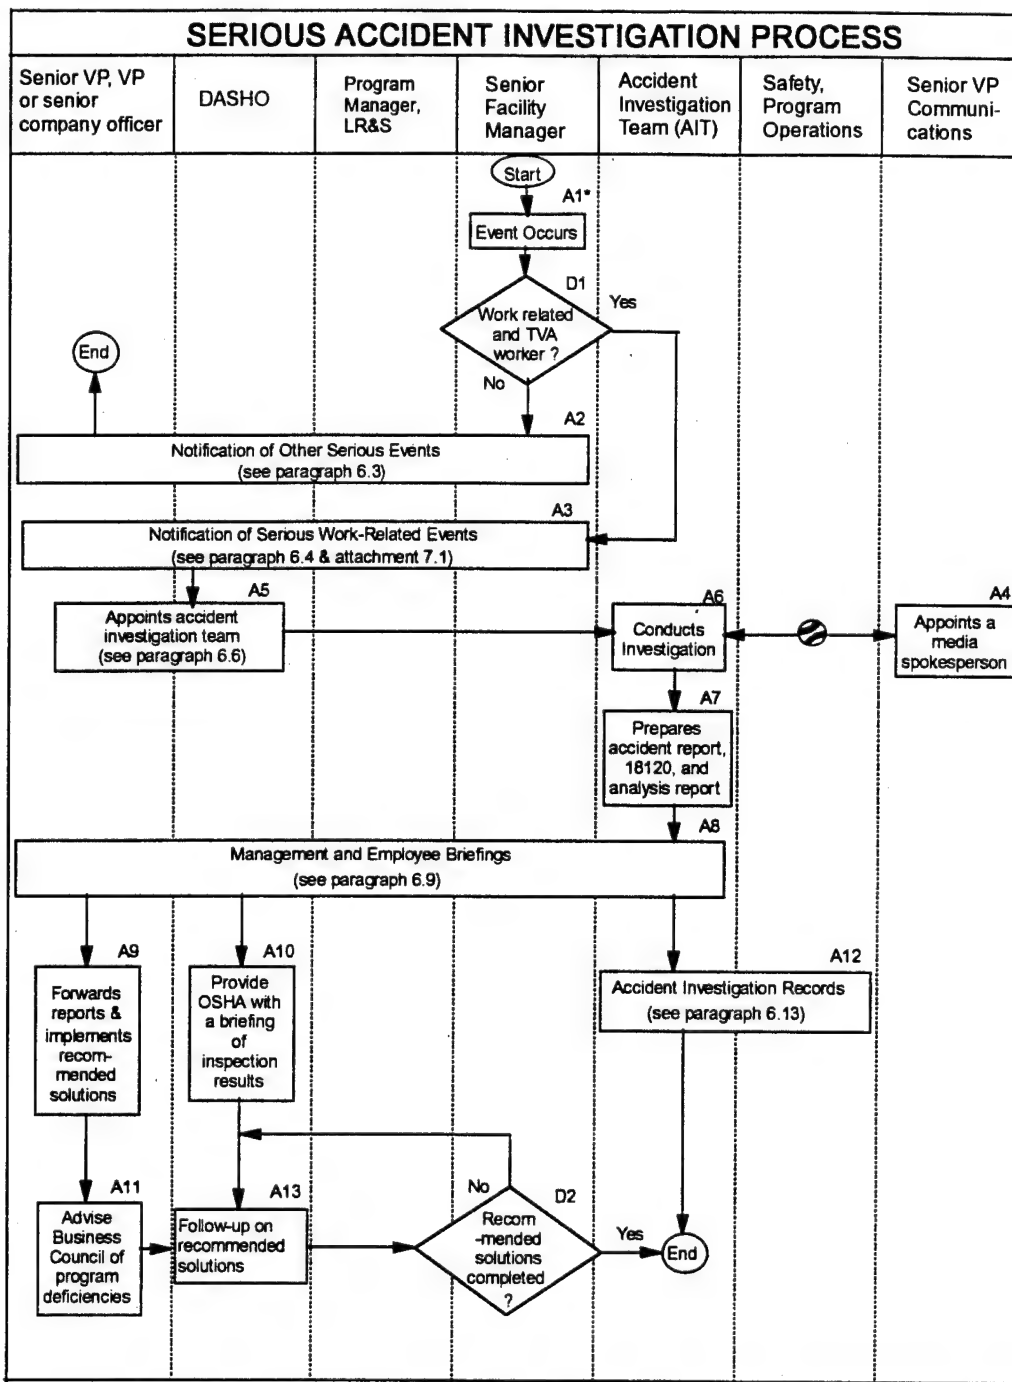 SERIOUS ACCIDENT INVESTIGATION PROCESS
Senior VP, VP
or senior
company officer
DASHO
Program
Manager,
LR&S
Senior
Facility
Manager
Accident
Investigation
Team (AIT)
Safety,
Program
Operations
Senior VP
Communi-
cations
Start
A1*
Event Occurs
D1
Yes
Work related
and TVA
worker ?
No
End
A2
Notification of Other Serious Events
(see paragraph 6.3)
A3
Notification of Serious Work-Related Events
(see paragraph 6.4 & attachment 7.1)
A5
Appoints accident
investigation team
(see paragraph 6.6)
A6
Conducts
Investigation
A4
Appoints a
media
spokesperson
A7
Prepares
accident report,
18120, and
analysis report
A8
Management and Employee Briefings
(see paragraph 6.9)
A9
Forwards
reports &
implements
recom-
mended
solutions
A10
Provide
OSHA with
a briefing
of
inspection
results
A12
Accident Investigation Records
(see paragraph 6.13)
A11
Advise
Business
Council of
program
deficiencies
A13
Follow-up on
recommended
solutions
No
D2
Recom
-mended
solutions
completed
?
Yes
End